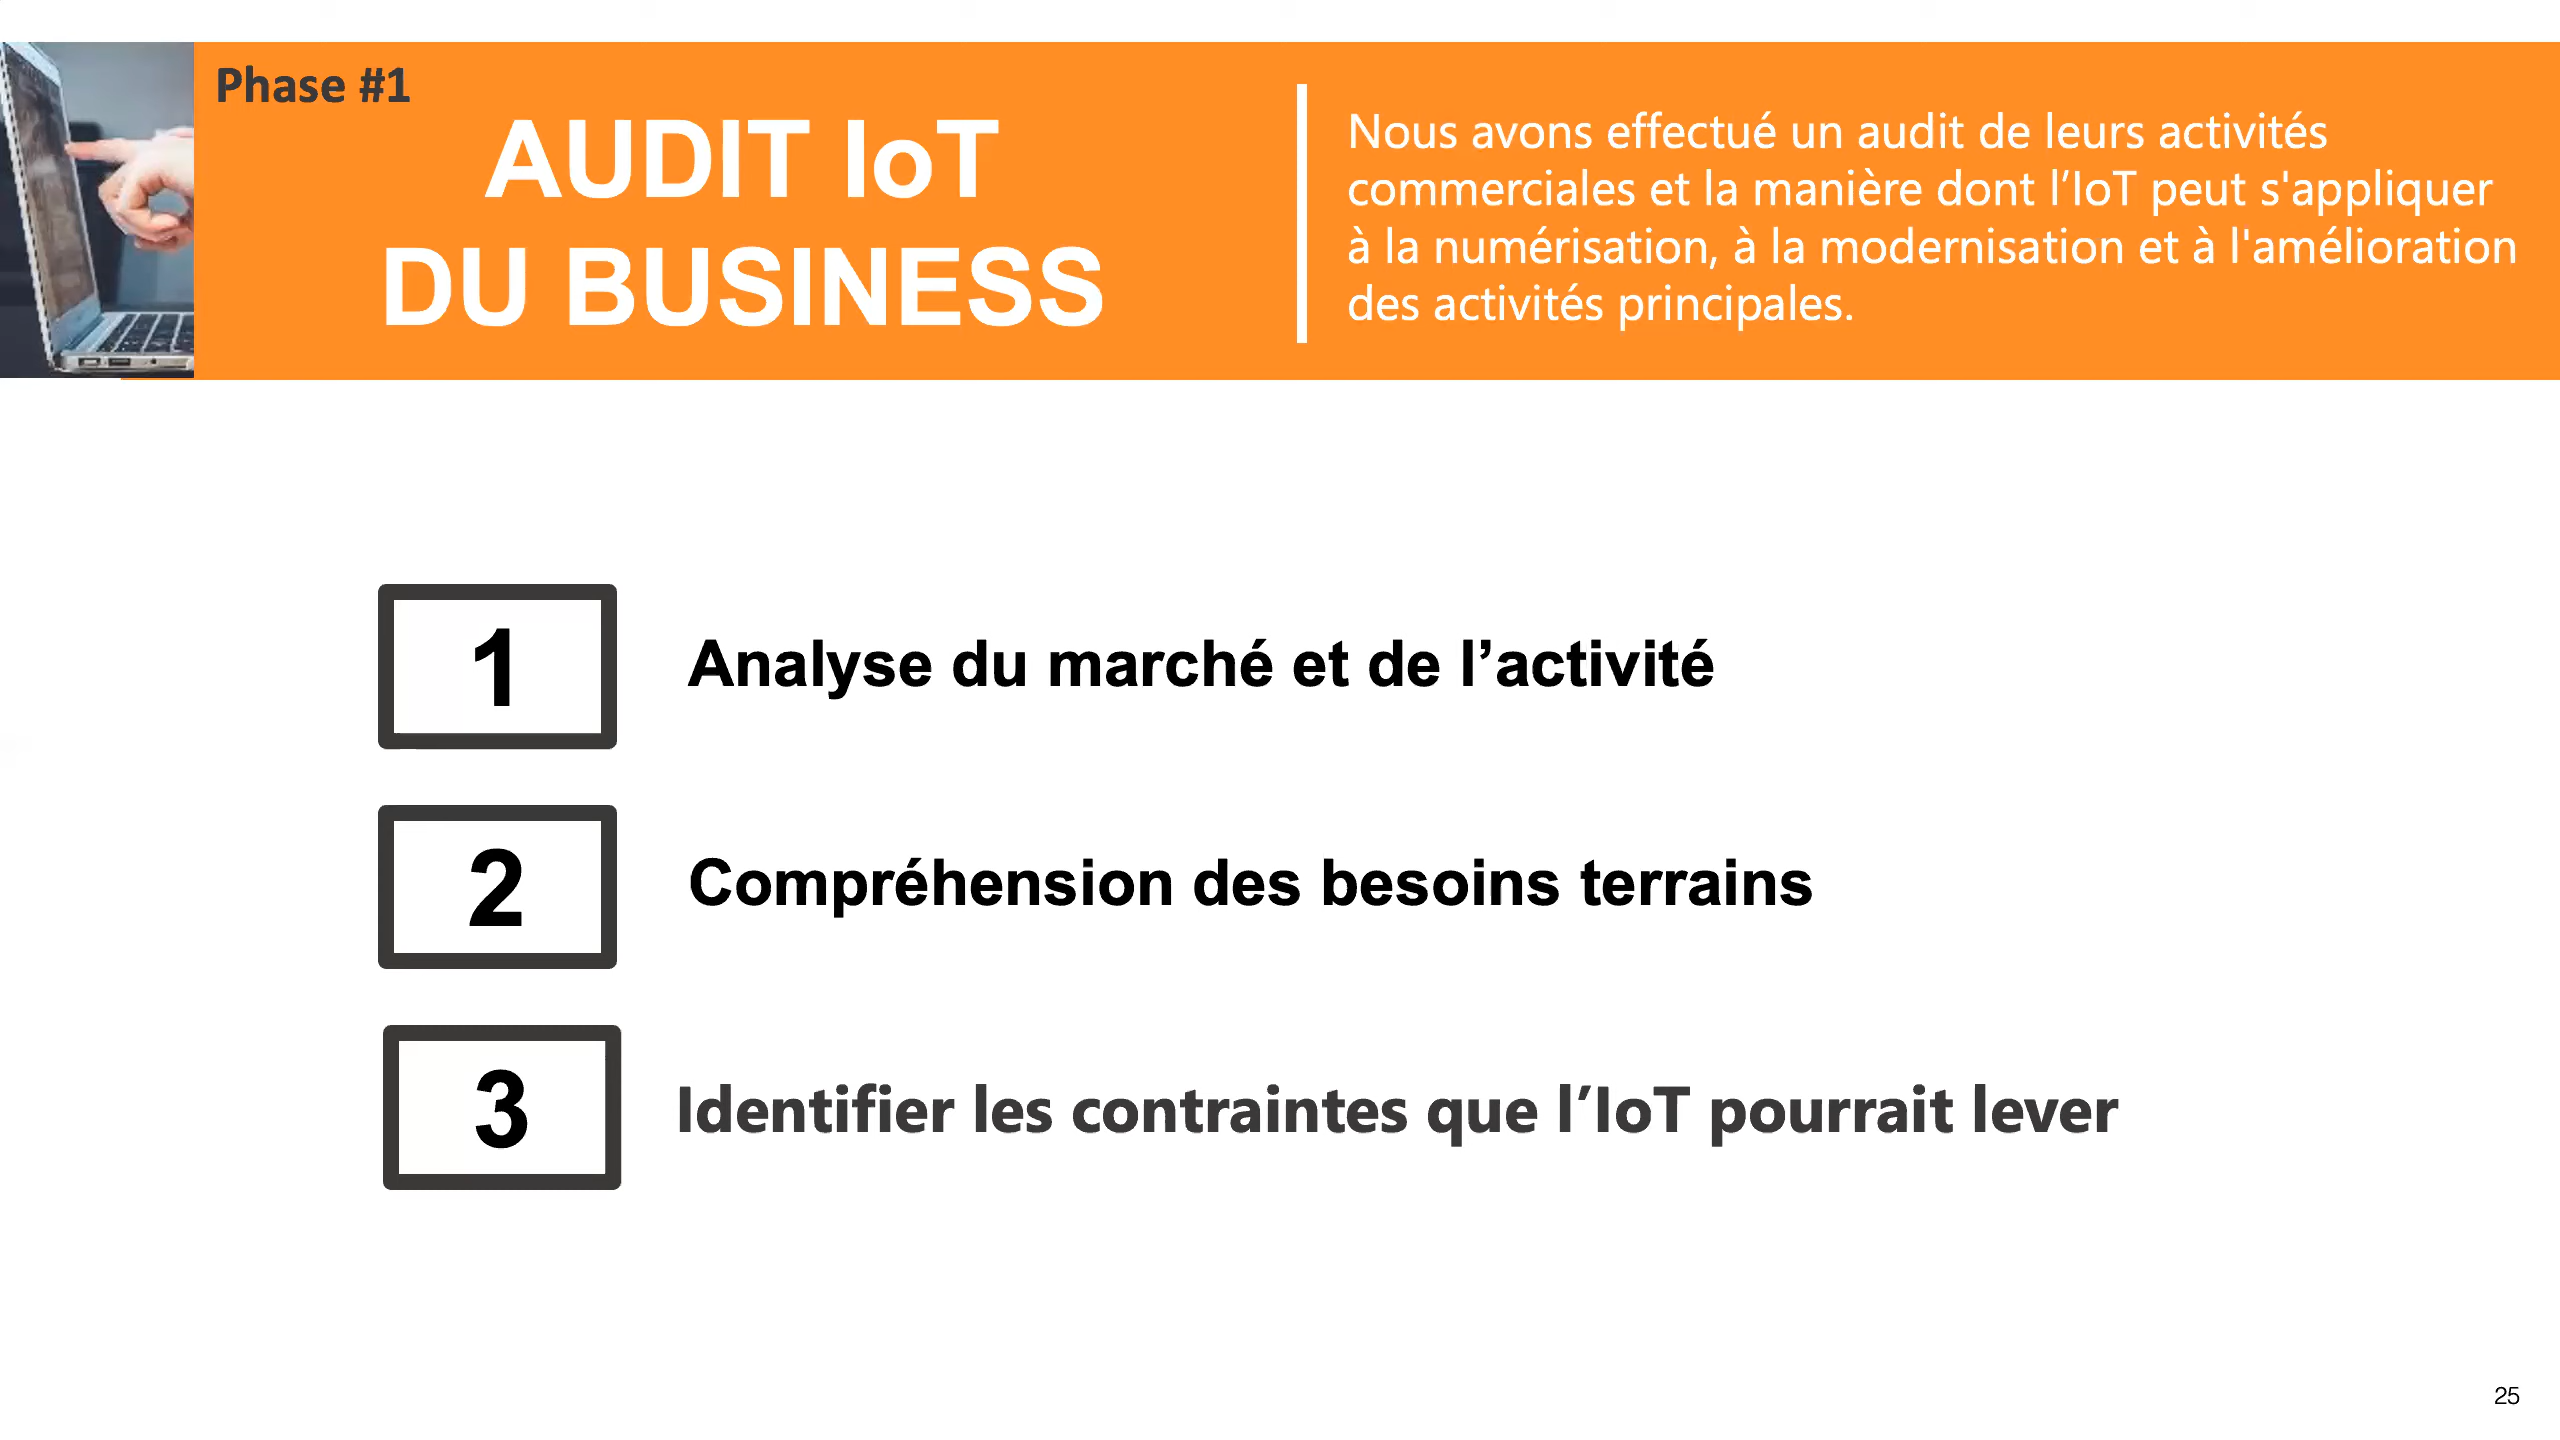 Phase #1
AUDIT IoT
DU BUSINESS
Nous avons effectué un audit de leurs activités
commerciales et la manière dont l’IoT peut s'appliquer
à la numérisation, à la modernisation et à l'amélioration
des activités principales.
1
Analyse du marché et de l’activité
2
Compréhension des besoins terrains
3
Identifier les contraintes que l’IoT pourrait lever
25